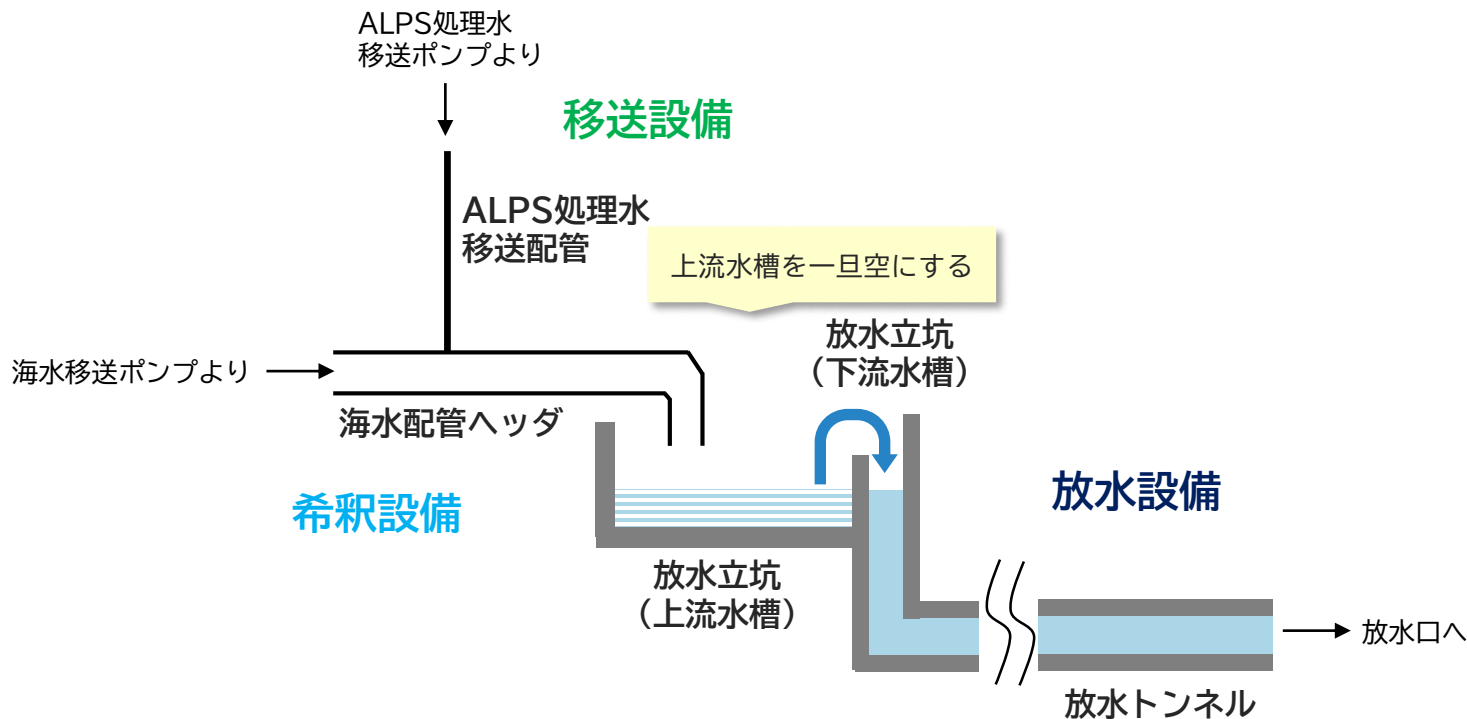 ALPS処理水
移送ポンプより
移送設備
ALPS処理水
移送配管
上流水槽を一旦空にする
放水立坑
（下流水槽）
海水移送ポンプより
海水配管ヘッダ
希釈設備
放水設備
放水立坑
（上流水槽）
放水口へ
放水トンネル